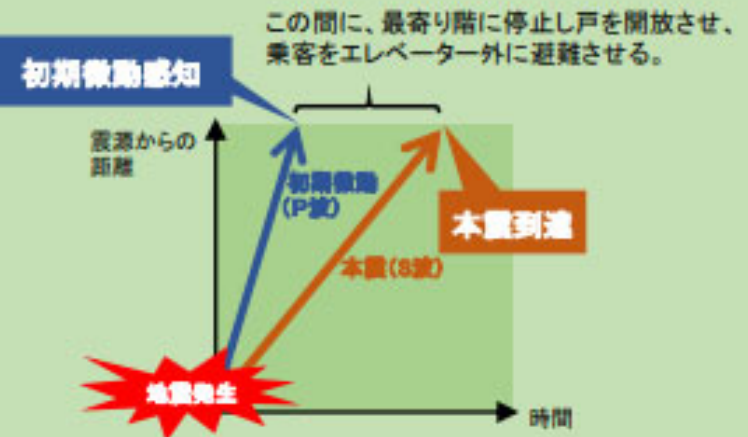 この間に、最寄り階に停止し戸を開放させ、
乗客をエレベーター外に避難させる。
初期微動感知
震源からの
距離
初期微動
(P波)
本震到達
本震(S波)
地震発生
時間